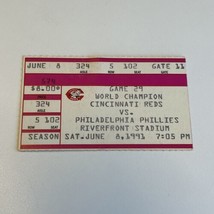 JUNE 8 324 5 102 GATE 11
$8.00
GAME 29
WORLD CHAMPION
324
CINCINNATI REDS
VS.
5 102
PHILADELPHIA PHILLIES
RIVERFRONT STADIUM
SEASON
SAT. JUNE 8,1991 7:05 PM